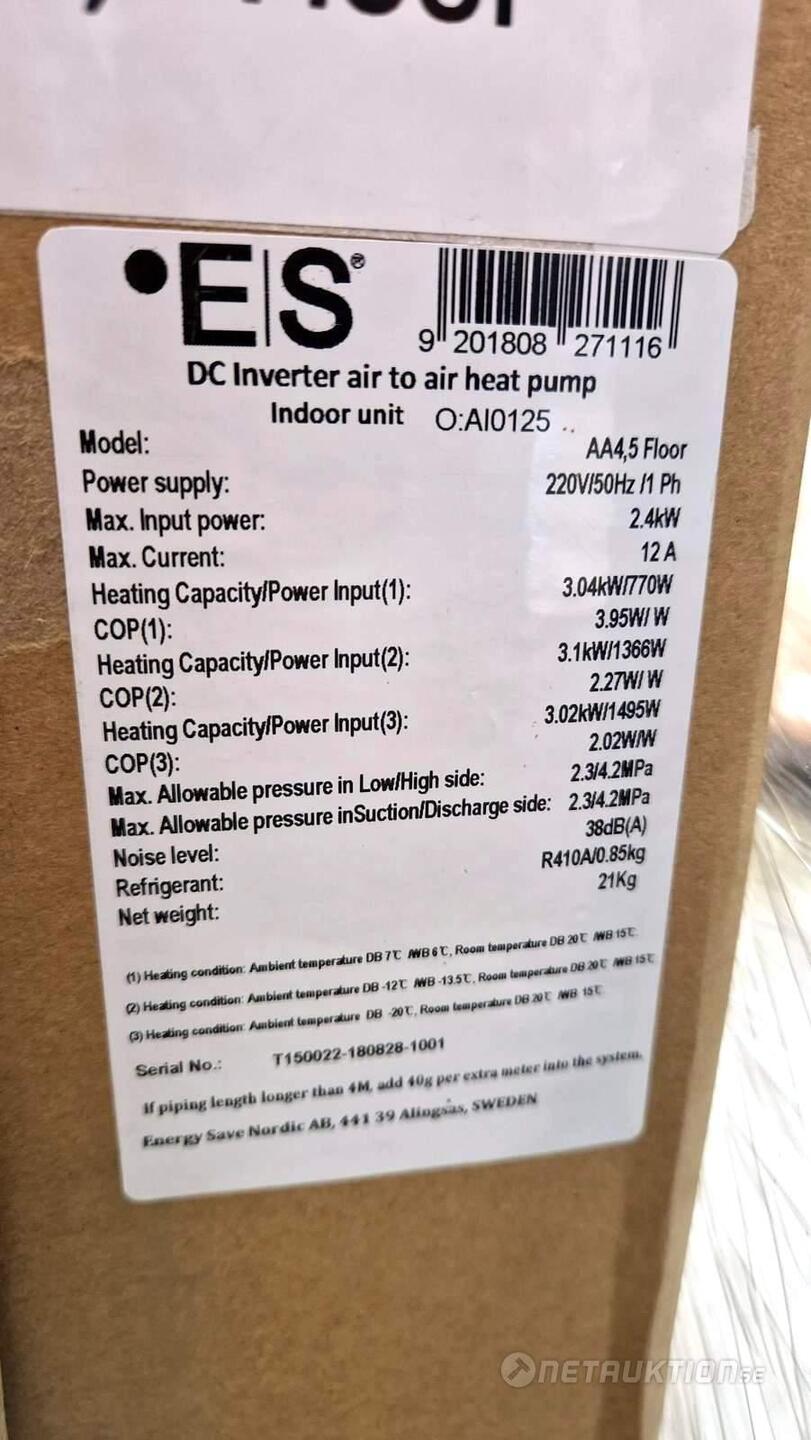 •E|S®
9 201808 271116
DC Inverter air to air heat pump
Indoor unit O:AI0125 ..
Model: AA4,5 Floor
Power supply: 220V/50Hz /1 Ph
Max. Input power: 2.4kW
Max. Current: 12 A
Heating Capacity/Power Input(1): 3.04kW/770W
COP(1): 3.95W/ W
Heating Capacity/Power Input(2): 3.1kW/1366W
COP(2): 2.27W/ W
Heating Capacity/Power Input(3): 3.02kW/1495W
COP(3): 2.02W/W
Max. Allowable pressure in Low/High side: 2.3/4.2MPa
Max. Allowable pressure inSuction/Discharge side: 2.3/4.2MPa
Noise level: 38dB(A)
Refrigerant: R410A/0.85kg
Net weight: 21Kg
(1) Heating condition: Ambient temperature DB 7℃ /WB 6℃, Room temperature DB 20℃ /WB 15℃
(2) Heating condition: Ambient temperature DB -12℃ /WB -13.5℃, Room temperature DB 20℃ /WB 15℃
(3) Heating condition: Ambient temperature DB -20℃, Room temperature DB 20℃ /WB 15℃
Serial No.: T150022-180828-1001
If piping length longer than 4M, add 40g per extra meter into the system.
Energy Save Nordic AB, 441 39 Alingsås, SWEDEN
NETAUKTION.SE